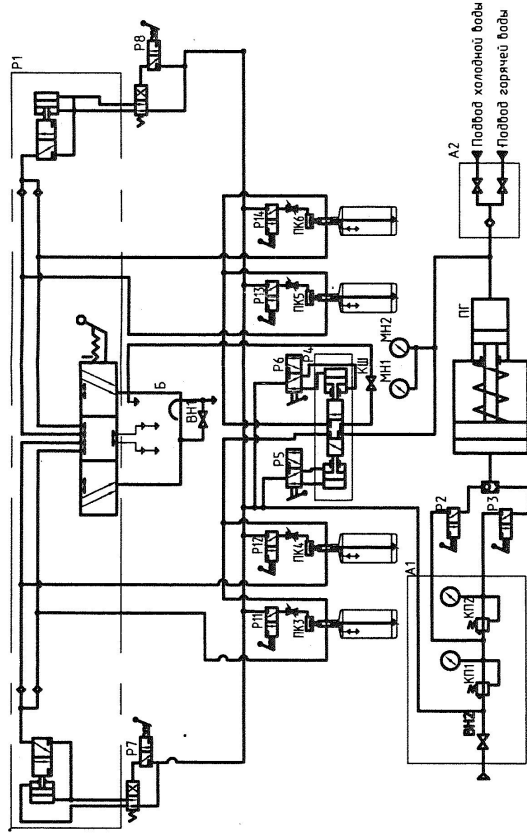 Р1
Р8
Р7
Б
ВН1
Р14
ПК6
Р13
ПК5
Р6
Р4
Р5
КШ
Р12
ПК4
Р11
ПК3
МН2
МН1
А2
Подвод холодной воды
Подвод горячей воды
ПГ
Р2
Р3
А1
КП2
КП1
ВН2